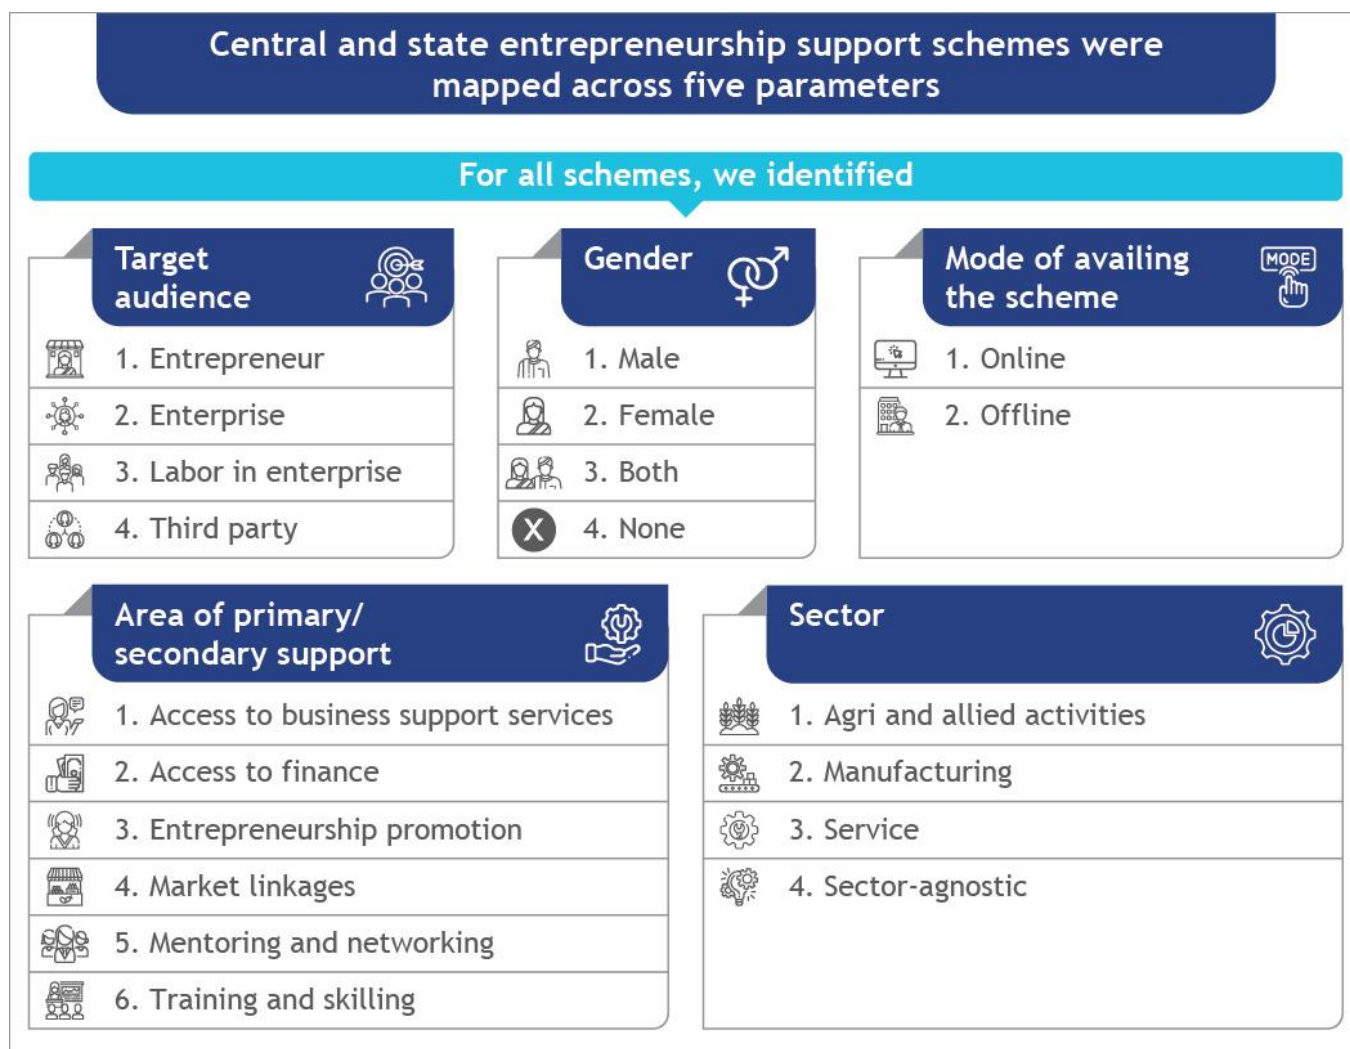 Central and state entrepreneurship support schemes were
mapped across five parameters
For all schemes, we identified
Target
audience
1. Entrepreneur
2. Enterprise
3. Labor in enterprise
4. Third party
Gender
1. Male
2. Female
3. Both
X
4. None
Mode of availing
the scheme
MODE
1. Online
2. Offline
Area of primary/
secondary support
1. Access to business support services
2. Access to finance
3. Entrepreneurship promotion
4. Market linkages
5. Mentoring and networking
6. Training and skilling
Sector
1. Agri and allied activities
2. Manufacturing
3. Service
4. Sector-agnostic